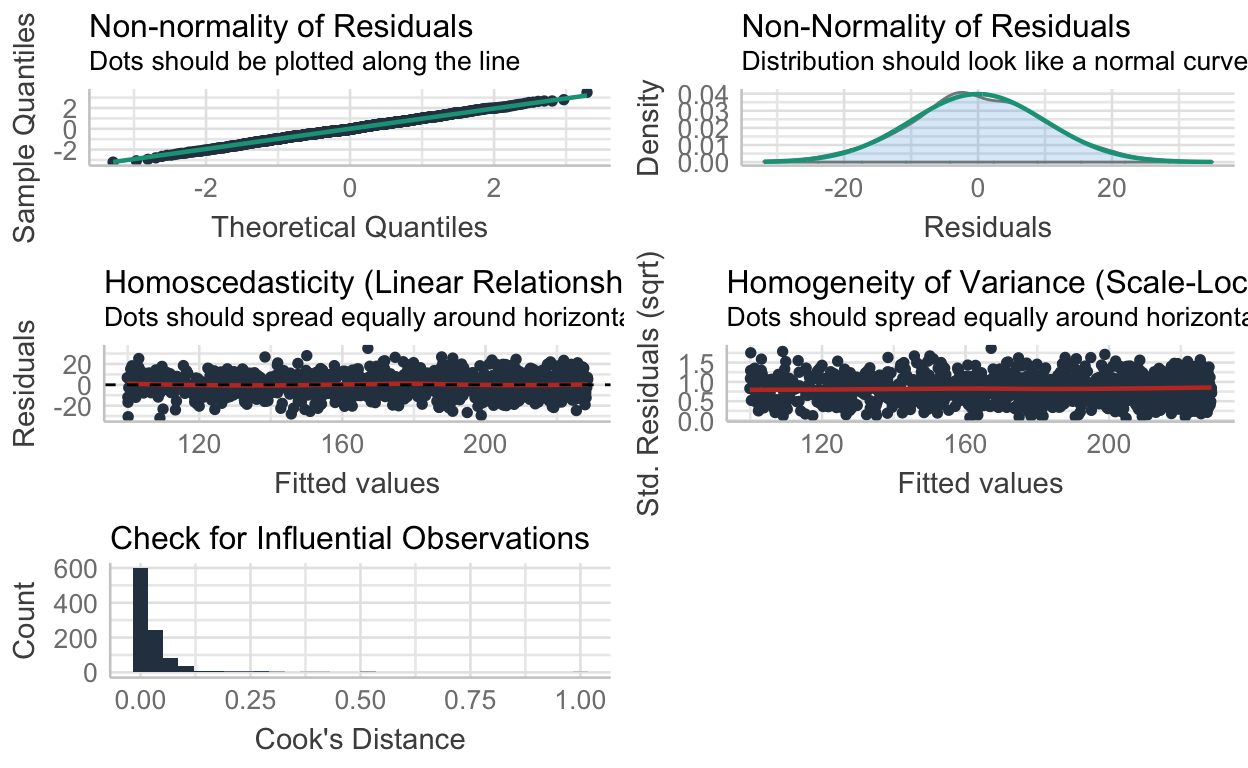 Non-normality of Residuals
Dots should be plotted along the line
Sample Quantiles
2
0
-2
-2 0 2
Theoretical Quantiles
Non-Normality of Residuals
Distribution should look like a normal curve
Density
0.04
0.03
0.02
0.01
0.00
-20 0 20
Residuals
Homoscedasticity (Linear Relationsh
Dots should spread equally around horizonta
Residuals
20
0
-20
120 160 200
Fitted values
Homogeneity of Variance (Scale-Loc
Dots should spread equally around horizonta
Std. Residuals (sqrt)
1.5
1.0
0.5
0.0
120 160 200
Fitted values
Check for Influential Observations
Count
600
400
200
0
0.00 0.25 0.50 0.75 1.00
Cook's Distance